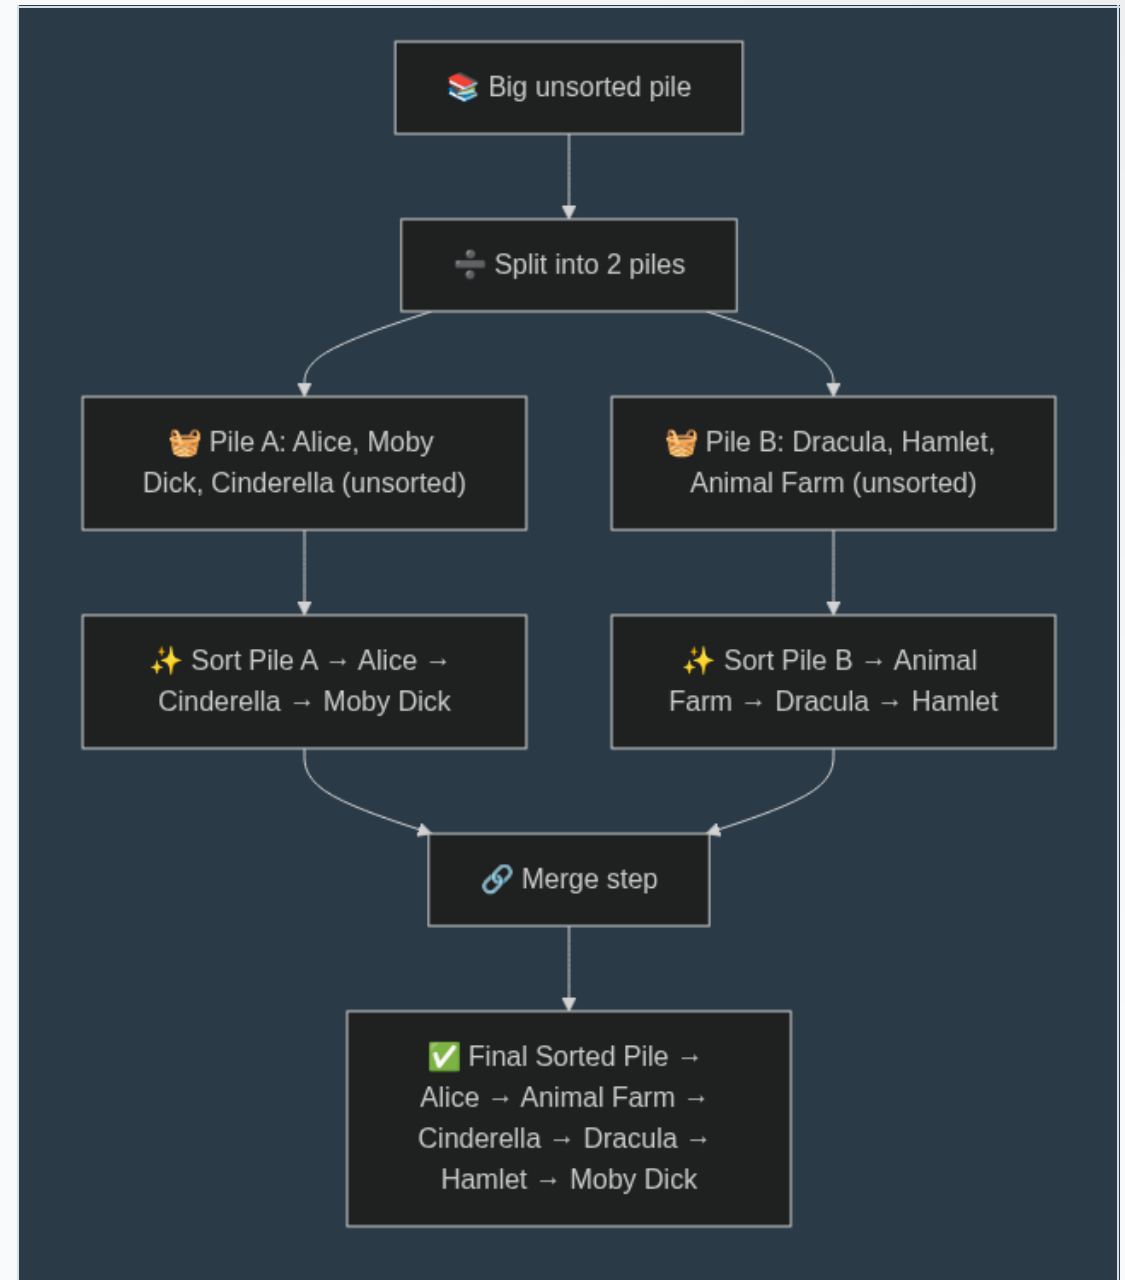 📚 Big unsorted pile
➗ Split into 2 piles
🧺 Pile A: Alice, Moby
Dick, Cinderella (unsorted)
🧺 Pile B: Dracula, Hamlet,
Animal Farm (unsorted)
✨ Sort Pile A → Alice →
Cinderella → Moby Dick
✨ Sort Pile B → Animal
Farm → Dracula → Hamlet
🔗 Merge step
✅ Final Sorted Pile →
Alice → Animal Farm →
Cinderella → Dracula →
Hamlet → Moby Dick